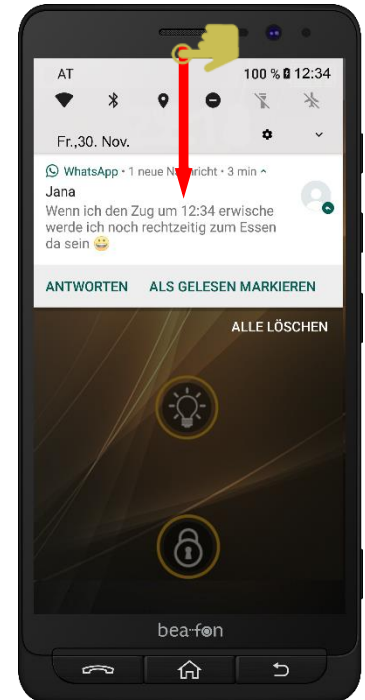 AT 100 % 12:34
Fr.,30. Nov.
WhatsApp • 1 neue Nachricht • 3 min
Jana
Wenn ich den Zug um 12:34 erwische
werde ich noch rechtzeitig zum Essen
da sein 😀
ANTWORTEN ALS GELESEN MARKIEREN
ALLE LÖSCHEN
bea-fon